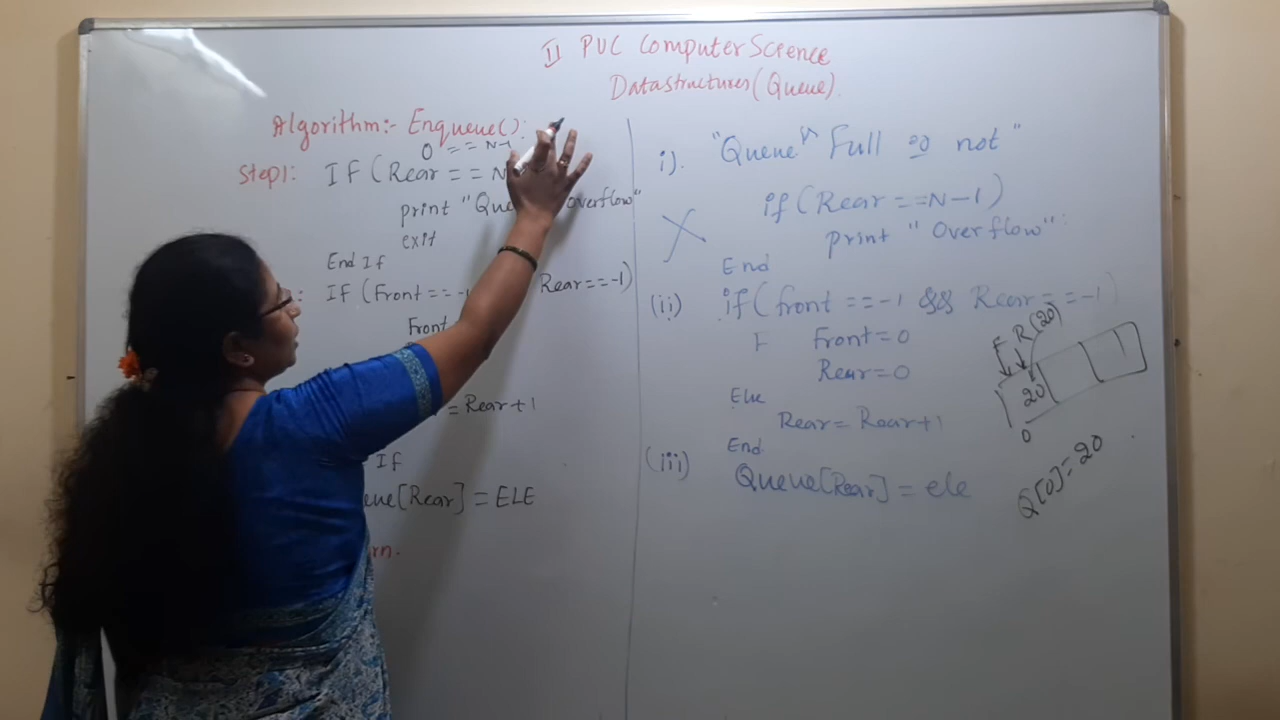 II PUC Computer Science
Datastructures (Queue).
Algorithm:- Enqueue():
0 == N-1
Step1: IF (Rear == N
print "Que Overflow"
exit
End If
: IF (Front == -1 Rear == -1)
Front
= Rear+1
If
eue[Rear] = ELE
rn.
i). "Queue" Full or not"
if (Rear == N-1)
print "Overflow":
End
(ii) if (front == -1 && Rear == -1)
F Front = 0
Rear = 0
Else
Rear = Rear+1
End
(iii) Queue[Rear] = ele
F R (20)
20
0
Q[0] = 20